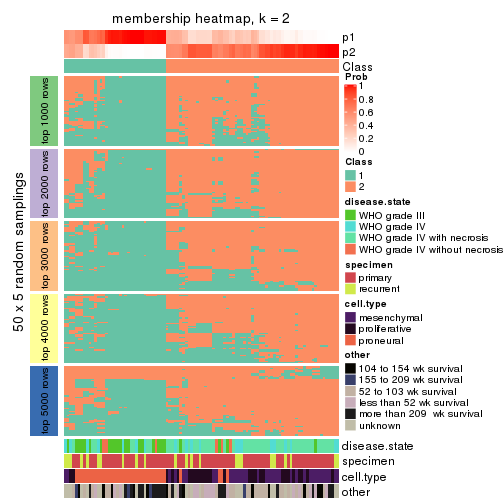 membership heatmap, k = 2
p1
p2
Class
50 x 5 random samplings
top 1000 rows
top 2000 rows
top 3000 rows
top 4000 rows
top 5000 rows
disease.state
specimen
cell.type
other
Prob
1
0.8
0.6
0.4
0.2
0
Class
1
2
disease.state
WHO grade III
WHO grade IV
WHO grade IV with necrosis
WHO grade IV without necrosis
specimen
primary
recurrent
cell.type
mesenchymal
proliferative
proneural
other
104 to 154 wk survival
155 to 209 wk survival
52 to 103 wk survival
less than 52 wk survival
more than 209  wk survival
unknown